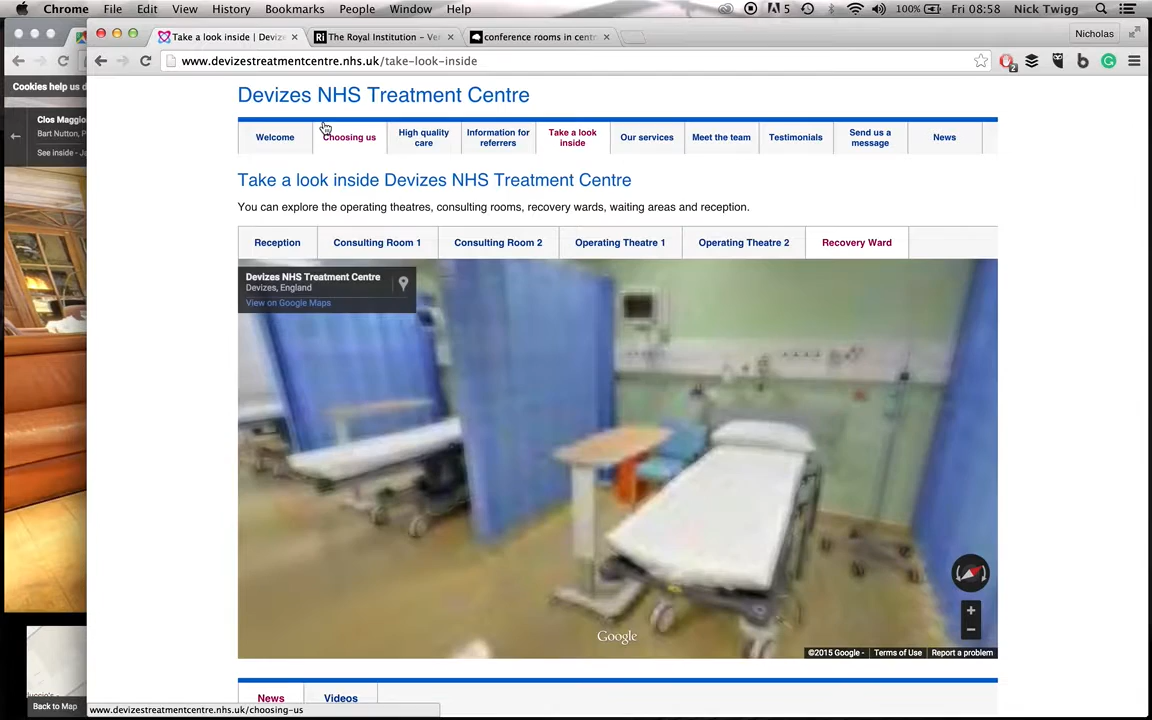 Chrome File Edit View History Bookmarks People Window Help
5 100% Fri 08:58 Nick Twigg
Take a look inside | Deviz
The Royal Institution – Ve
conference rooms in centr
Nicholas
www.devizestreatmentcentre.nhs.uk/take-look-inside
2
Cookies help us d
Clos Maggio
Bart Nutton, P
See inside - Ja
Devizes NHS Treatment Centre
Welcome
Choosing us
High quality
care
Information for
referrers
Take a look
inside
Our services
Meet the team
Testimonials
Send us a
message
News
Take a look inside Devizes NHS Treatment Centre
You can explore the operating theatres, consulting rooms, recovery wards, waiting areas and reception.
Reception Consulting Room 1 Consulting Room 2 Operating Theatre 1 Operating Theatre 2 Recovery Ward
Devizes NHS Treatment Centre
Devizes, England
View on Google Maps
Google
©2015 Google - Terms of Use Report a problem
News Videos
Back to Map
www.devizestreatmentcentre.nhs.uk/choosing-us